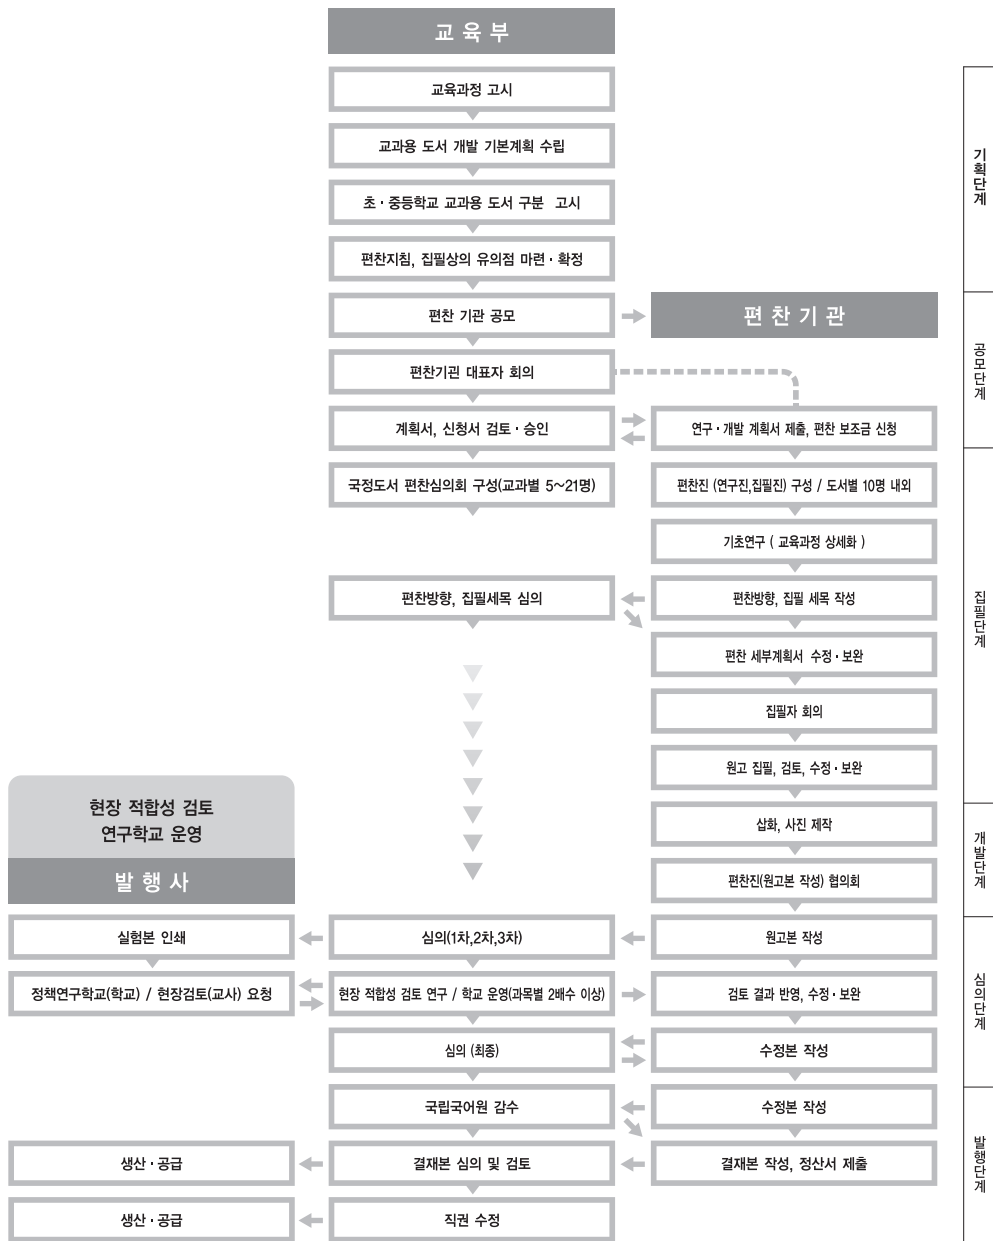 교육부
교육과정 고시
교과용 도서 개발 기본계획 수립
초·중등학교 교과용 도서 구분 고시
편찬지침, 집필상의 유의점 마련·확정
편찬 기관 공모
편찬기관
편찬기관 대표자 회의
계획서, 신청서 검토·승인
연구·개발 계획서 제출, 편찬 보조금 신청
국정도서 편찬심의회 구성(교과별 5~21명)
편찬진 (연구진,집필진) 구성 / 도서별 10명 내외
기초연구 ( 교육과정 상세화 )
편찬방향, 집필세목 심의
편찬방향, 집필 세목 작성
편찬 세부계획서 수정·보완
집필자 회의
원고 집필, 검토, 수정·보완
현장 적합성 검토
연구학교 운영
삽화, 사진 제작
발행사
편찬진(원고본 작성) 협의회
실험본 인쇄
심의(1차,2차,3차)
원고본 작성
정책연구학교(학교) / 현장검토(교사) 요청
현장 적합성 검토 연구 / 학교 운영(과목별 2배수 이상)
검토 결과 반영, 수정·보완
심의 (최종)
수정본 작성
국립국어원 감수
수정본 작성
생산·공급
결재본 심의 및 검토
결재본 작성, 정산서 제출
생산·공급
직권 수정
기획단계
공모단계
집필단계
개발단계
심의단계
발행단계